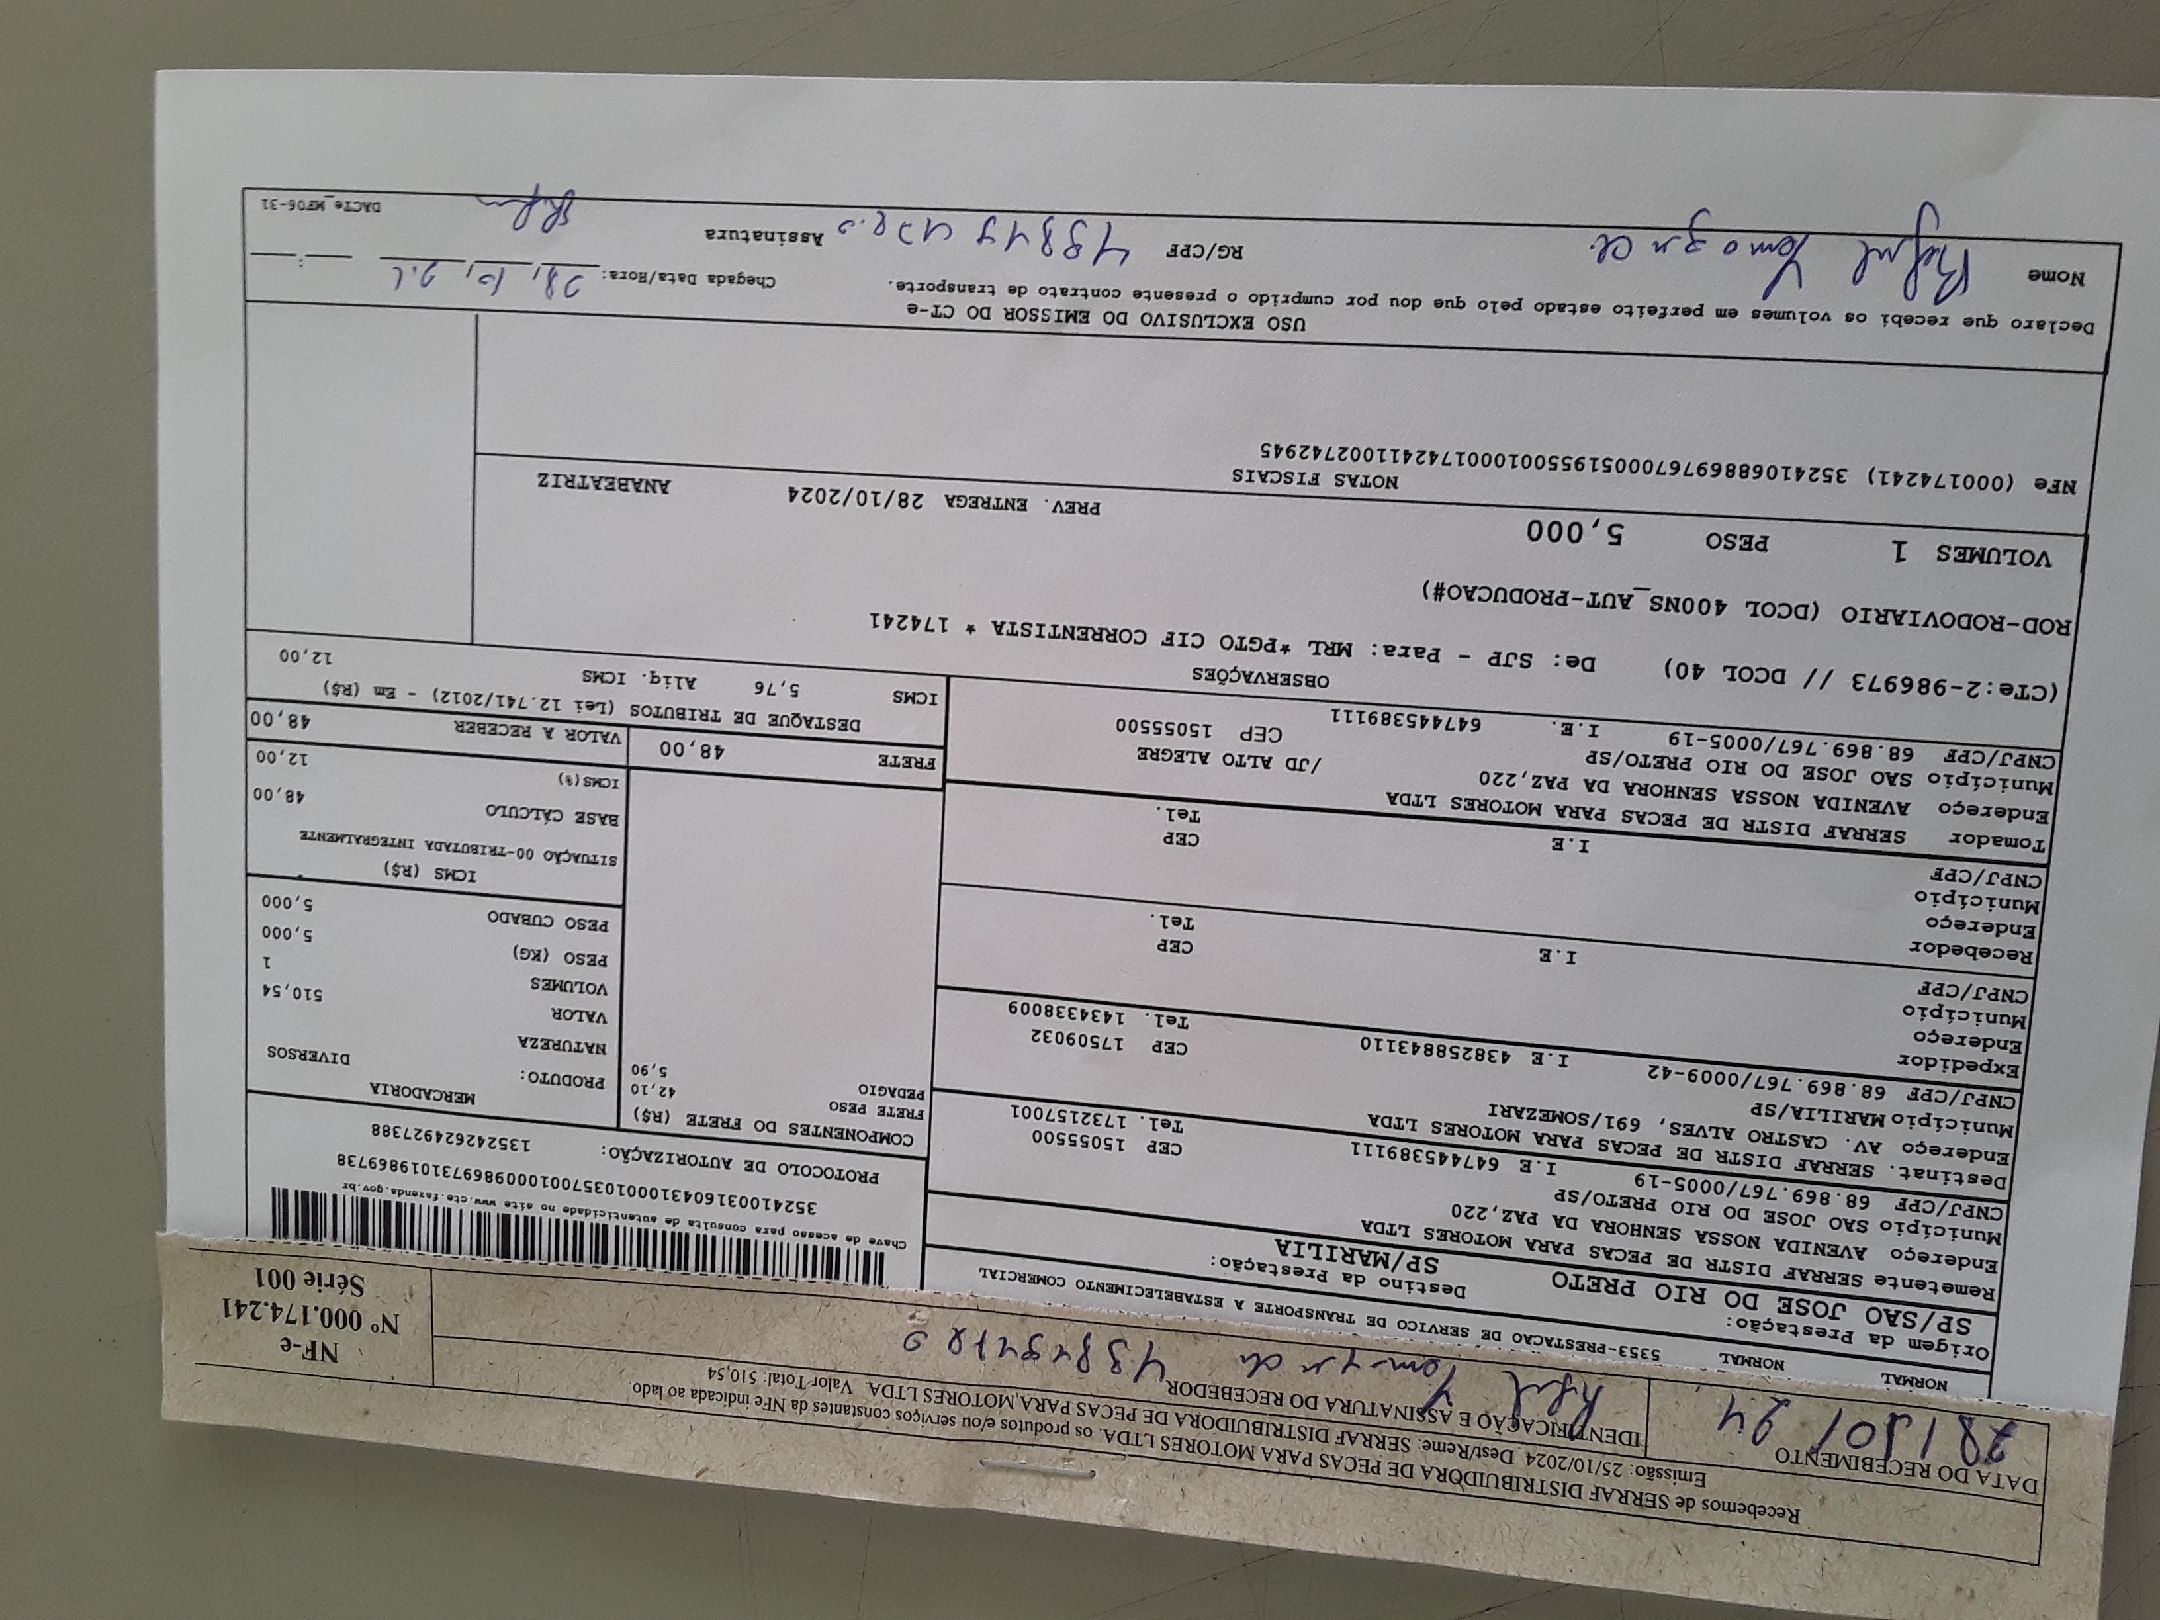 Recebemos de SERRAF DISTRIBUIDORA DE PECAS PARA MOTORES LTDA. os produtos e/ou serviços constantes da NFe indicada ao lado.
Emissão: 25/10/2024 Reme/Dest: SERRAF DISTRIBUIDORA DE PECAS PARA MOTORES LTDA. Valor Total: 510,54
DATA DO RECEBIMENTO
28/10/24
IDENTIFICAÇÃO E ASSINATURA DO RECEBEDOR
NF-e
Nº 000.174.241
Série 001
NORMAL NORMAL 5353-PRESTACAO DE SERVICO DE TRANSPORTE A ESTABELECIMENTO COMERCIAL
Origem da Prestação: Destino da Prestação:
SP/SAO JOSE DO RIO PRETO SP/MARILIA
Remetente SERRAF DISTR DE PECAS PARA MOTORES LTDA
Endereço AVENIDA NOSSA SENHORA DA PAZ,220
Município SAO JOSE DO RIO PRETO/SP CEP 15055500
CNPJ/CPF 68.869.767/0005-19 I.E 647445389111 Tel. 1732157001
Destinat. SERRAF DISTR DE PECAS PARA MOTORES LTDA
Endereço AV. CASTRO ALVES, 691/SOMEZARI
Município MARILIA/SP CEP 17509032
CNPJ/CPF 68.869.767/0009-42 I.E 438258843110 Tel. 1434338009
Expedidor
Endereço
Município CEP
CNPJ/CPF I.E Tel.
Recebedor
Endereço
Município CEP
CNPJ/CPF I.E Tel.
Tomador SERRAF DISTR DE PECAS PARA MOTORES LTDA
Endereço AVENIDA NOSSA SENHORA DA PAZ,220 /JD ALTO ALEGRE
Município SAO JOSE DO RIO PRETO/SP CEP 15055500
CNPJ/CPF 68.869.767/0005-19 I.E. 647445389111
Chave de acesso para consulta de autenticidade no site www.cte.fazenda.gov.br
35241003160431000103570010009869731019869738
PROTOCOLO DE AUTORIZAÇÃO: 135242624927388
COMPONENTES DO FRETE (R$)
FRETE PESO 42,10
PEDAGIO 5,90
FRETE 48,00
MERCADORIA
PRODUTO: DIVERSOS
NATUREZA
VALOR 510,54
VOLUMES 1
PESO (KG) 5,000
PESO CUBADO 5,000
ICMS (R$)
SITUAÇÃO 00-TRIBUTADA INTEGRALMENTE
BASE CÁLCULO 48,00
ICMS(%) 12,00
VALOR A RECEBER 48,00
DESTAQUE DE TRIBUTOS (Lei 12.741/2012) - Em (R$)
ICMS 5,76 Aliq. ICMS 12,00
OBSERVAÇÕES
(CTe:2-986973 // DCOL 40) De: SJP - Para: MRL *PGTO CIF CORRENTISTA * 174241
ROD-RODOVIARIO (DCOL 400NS_AUT-PRODUCAO#)
VOLUMES 1 PESO 5,000 PREV. ENTREGA 28/10/2024 ANABEATRIZ
NOTAS FISCAIS
NFe (000174241) 35241068869767000519550010001742411002742945
USO EXCLUSIVO DO EMISSOR DO CT-e
Declaro que recebi os volumes em perfeito estado pelo que dou por cumprido o presente contrato de transporte.
Chegada Data/Hora:
Nome RG/CPF Assinatura
DACTe_MF06-31